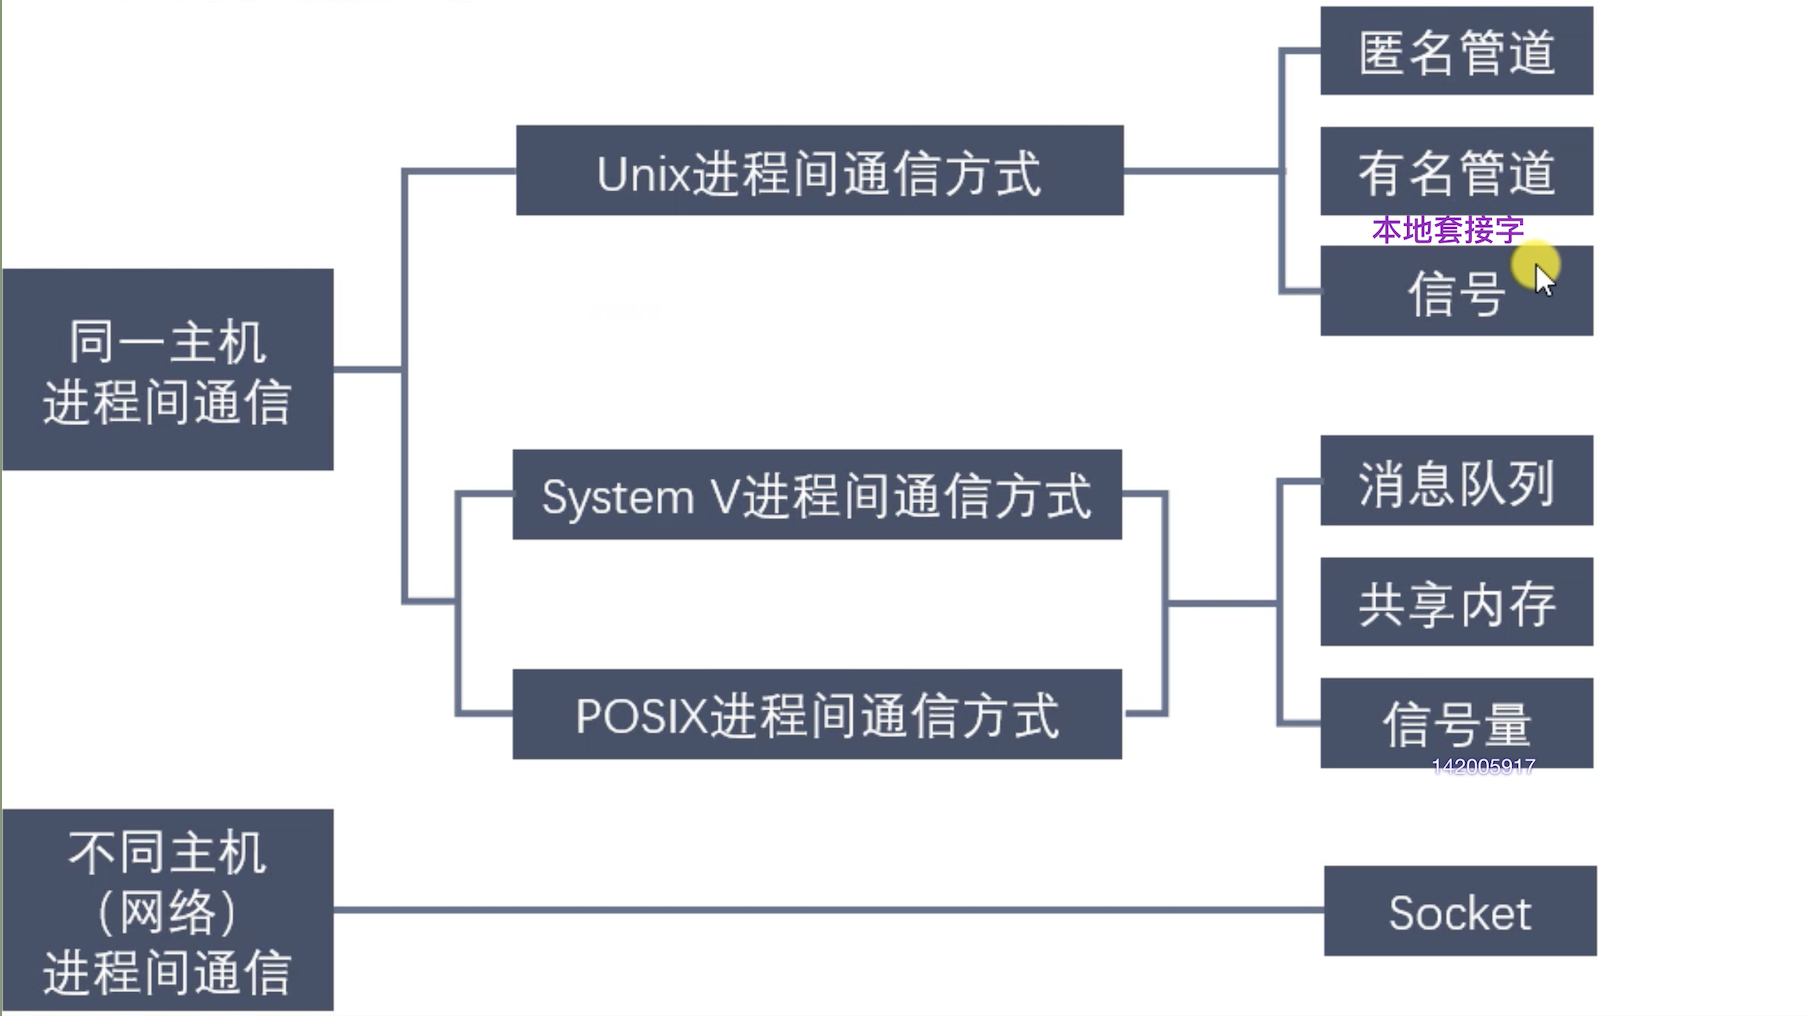 匿名管道
Unix进程间通信方式
有名管道
本地套接字
信号
同一主机
进程间通信
System V进程间通信方式
消息队列
共享内存
POSIX进程间通信方式
信号量
142005917
不同主机
（网络）
进程间通信
Socket